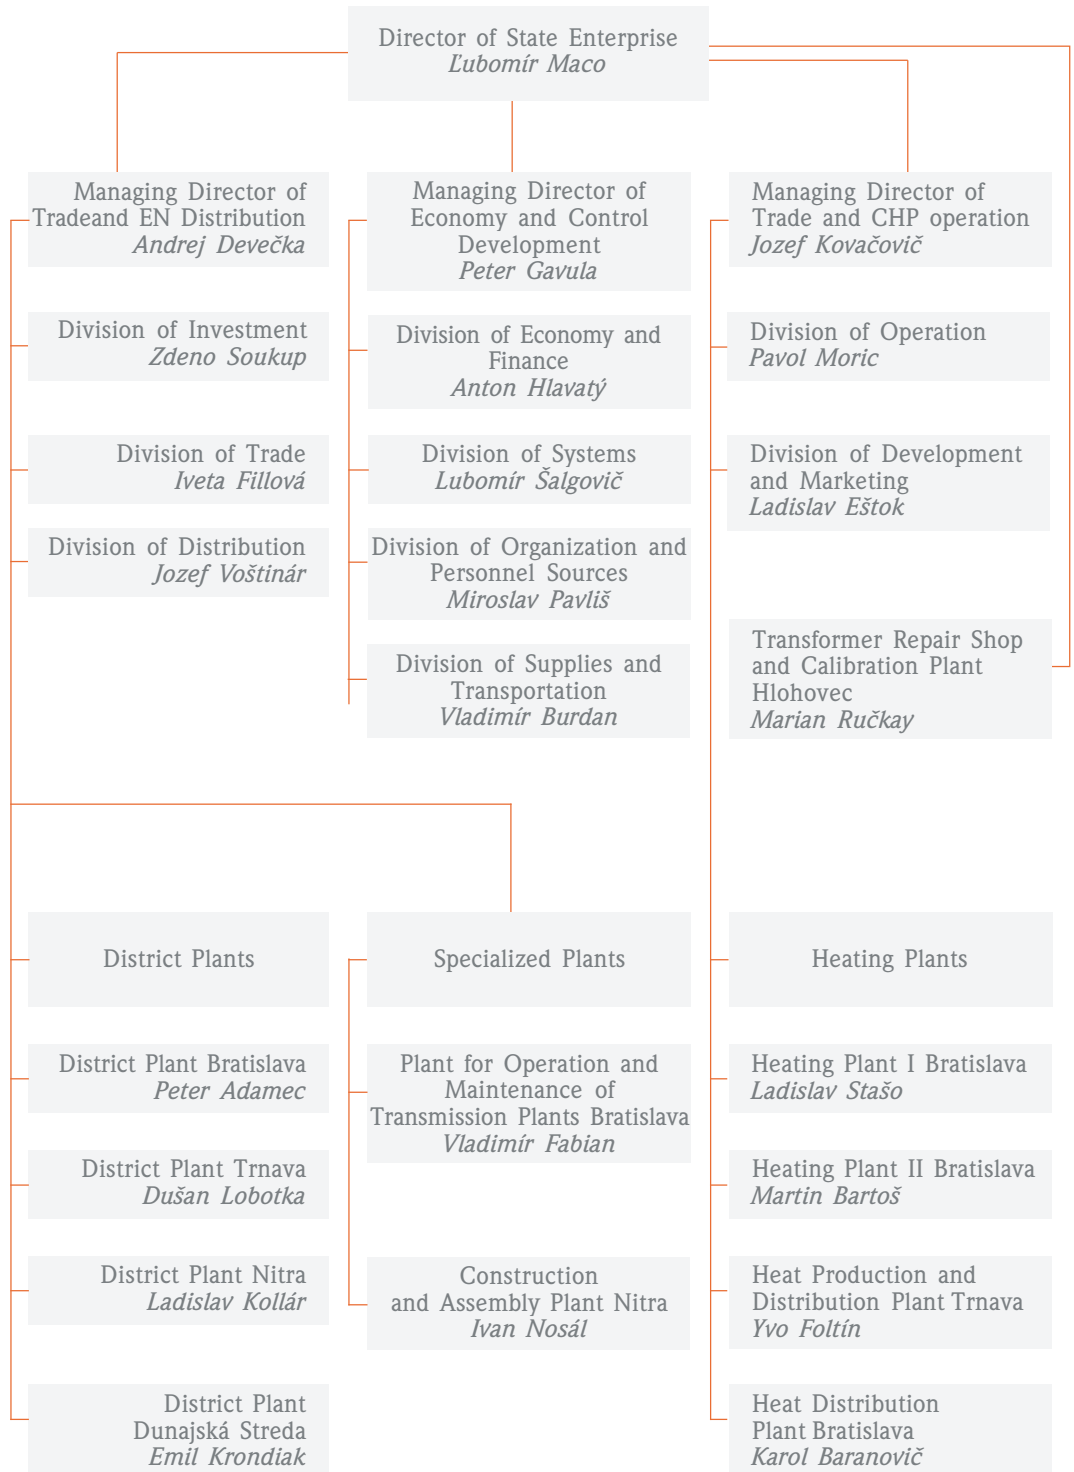 Director of State Enterprise
Ľubomír Maco
Managing Director of
Tradeand EN Distribution
Andrej Devečka
Managing Director of
Economy and Control
Development
Peter Gavula
Managing Director of
Trade and CHP operation
Jozef Kovačovič
Division of Investment
Zdeno Soukup
Division of Economy and
Finance
Anton Hlavatý
Division of Operation
Pavol Moric
Division of Trade
Iveta Fillová
Division of Systems
Lubomír Šalgovič
Division of Development
and Marketing
Ladislav Eštok
Division of Distribution
Jozef Voštinár
Division of Organization and
Personnel Sources
Miroslav Pavliš
Division of Supplies and
Transportation
Vladimír Burdan
Transformer Repair Shop
and Calibration Plant
Hlohovec
Marian Ručkay
District Plants
Specialized Plants
Heating Plants
District Plant Bratislava
Peter Adamec
Plant for Operation and
Maintenance of
Transmission Plants Bratislava
Vladimír Fabian
Heating Plant I Bratislava
Ladislav Stašo
District Plant Trnava
Dušan Lobotka
Heating Plant II Bratislava
Martin Bartoš
District Plant Nitra
Ladislav Kollár
Construction
and Assembly Plant Nitra
Ivan Nosál
Heat Production and
Distribution Plant Trnava
Yvo Foltín
District Plant
Dunajská Streda
Emil Krondiak
Heat Distribution
Plant Bratislava
Karol Baranovič